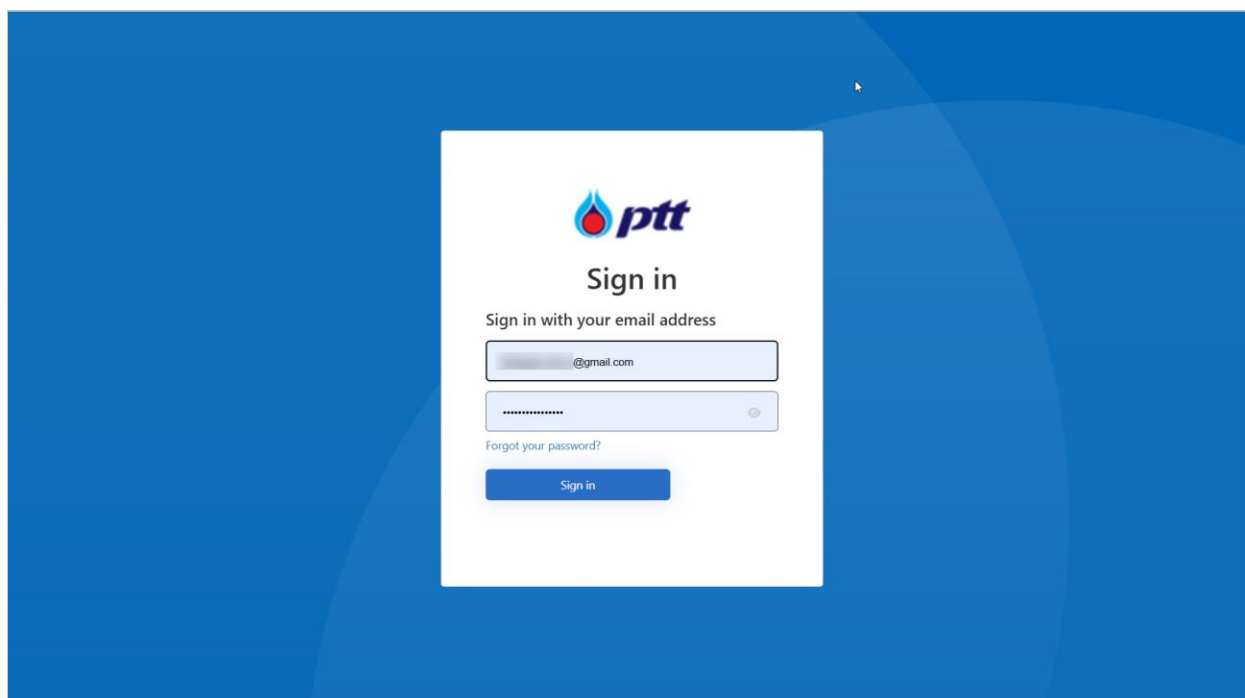 ptt
Sign in
Sign in with your email address
@gmail.com
••••••••••••••••
Forgot your password?
Sign in